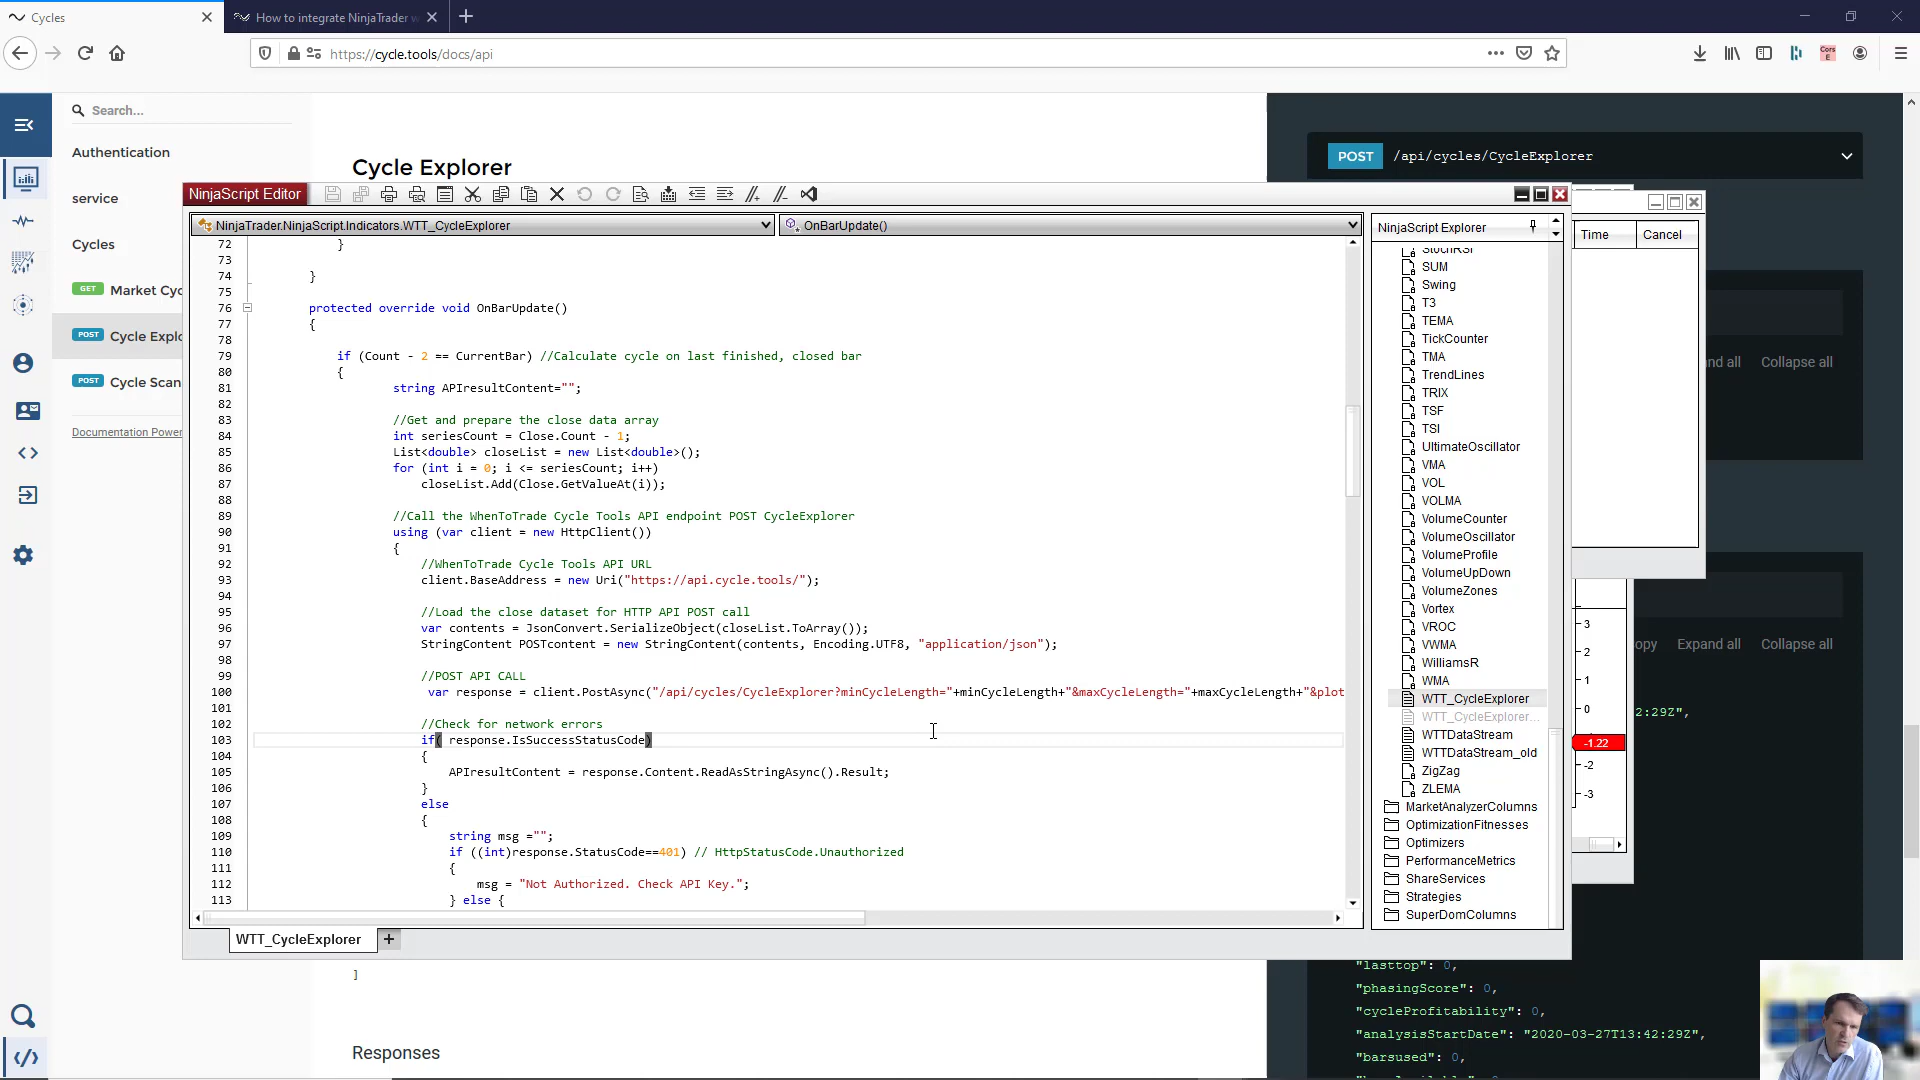 Cycles
How to integrate NinjaTrader w
https://cycle.tools/docs/api
Search...
Authentication
service
Cycles
GET Market Cyc
POST Cycle Explo
POST Cycle Scan
Documentation Power
Cycle Explorer
POST /api/cycles/CycleExplorer
NinjaScript Editor
NinjaTrader.NinjaScript.Indicators.WTT_CycleExplorer
OnBarUpdate()
72 }
73
74 }
75
76 protected override void OnBarUpdate()
77 {
78
79 if (Count - 2 == CurrentBar) //Calculate cycle on last finished, closed bar
80 {
81 string APIresultContent="";
82
83 //Get and prepare the close data array
84 int seriesCount = Close.Count - 1;
85 List<double> closeList = new List<double>();
86 for (int i = 0; i <= seriesCount; i++)
87 closeList.Add(Close.GetValueAt(i));
88
89 //Call the WhenToTrade Cycle Tools API endpoint POST CycleExplorer
90 using (var client = new HttpClient())
91 {
92 //WhenToTrade Cycle Tools API URL
93 client.BaseAddress = new Uri("https://api.cycle.tools/");
94
95 //Load the close dataset for HTTP API POST call
96 var contents = JsonConvert.SerializeObject(closeList.ToArray());
97 StringContent POSTcontent = new StringContent(contents, Encoding.UTF8, "application/json");
98
99 //POST API CALL
100 var response = client.PostAsync("/api/cycles/CycleExplorer?minCycleLength="+minCycleLength+"&maxCycleLength="+maxCycleLength+"&plot
101
102 //Check for network errors
103 if( response.IsSuccessStatusCode)
104 {
105 APIresultContent = response.Content.ReadAsStringAsync().Result;
106 }
107 else
108 {
109 string msg ="";
110 if ((int)response.StatusCode==401) // HttpStatusCode.Unauthorized
111 {
112 msg = "Not Authorized. Check API Key.";
113 } else {
WTT_CycleExplorer
+
NinjaScript Explorer
StochRSI
SUM
Swing
T3
TEMA
TickCounter
TMA
TrendLines
TRIX
TSF
TSI
UltimateOscillator
VMA
VOL
VOLMA
VolumeCounter
VolumeOscillator
VolumeProfile
VolumeUpDown
VolumeZones
Vortex
VROC
VWMA
WilliamsR
WMA
WTT_CycleExplorer
WTT_CycleExplorer...
WTTDataStream
WTTDataStream_old
ZigZag
ZLEMA
MarketAnalyzerColumns
OptimizationFitnesses
Optimizers
PerformanceMetrics
ShareServices
Strategies
SuperDomColumns
Time Cancel
nd all Collapse all
opy Expand all Collapse all
3
2
1
0
-1.22
-2
-3
2:29Z",
]
Responses
"lasttop": 0,
"phasingScore": 0,
"cycleProfitability": 0,
"analysisStartDate": "2020-03-27T13:42:29Z",
"barsused": 0,